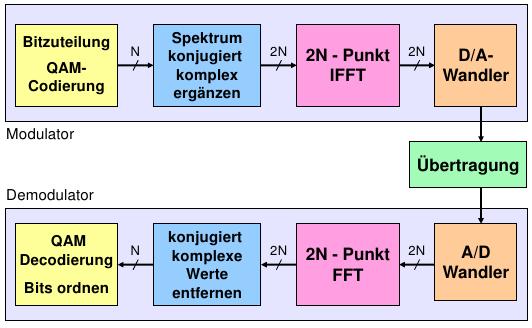 Bitzuteilung
QAM-
Codierung
N
Spektrum
konjugiert
komplex
ergänzen
2N
2N - Punkt
IFFT
2N
D/A-
Wandler
Modulator
Übertragung
Demodulator
QAM
Decodierung
Bits ordnen
N
konjugiert
komplexe
Werte
entfernen
2N
2N - Punkt
FFT
2N
A/D
Wandler